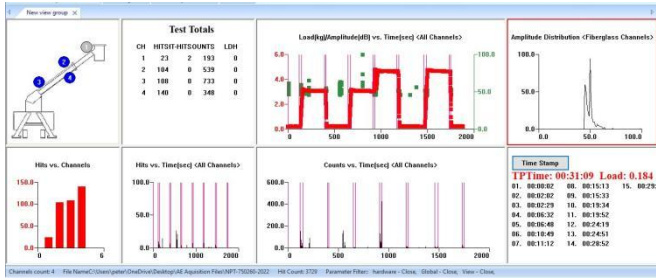 New view group ×
1
2
3
4
Test Totals
CH HITS IT-HITS OUNTS LDH
1 23 2 193 0
2 104 0 539 0
3 108 0 733 0
4 140 0 348 0
Load[kg]/Amplitude[dB] vs. Time[sec] <All Channels>
6.0
4.0
2.0
0.0
100.0
50.0
0.0
0 500 1000 1500 2000
Amplitude Distribution <Fiberglass Channels>
100.0
50.0
0.0
0.0 50.0 100.0
Hits vs. Channels
150.0
100.0
50.0
0.0
0 6
Hits vs. Time[sec] <All Channels>
100.0
50.0
0.0
0 500 1000 1500 2000
Counts vs. Time[sec] <All Channels>
600.0
400.0
200.0
0.0
0 500 1000 1500 2000
Time Stamp
TPTime: 00:31:09 Load: 0.184
01. 00:00:02 08. 00:15:13 15. 00:29:
02. 00:02:02 09. 00:15:33
03. 00:02:29 10. 00:19:34
04. 00:06:32 11. 00:19:52
05. 00:06:48 12. 00:24:19
06. 00:10:49 13. 00:24:51
07. 00:11:12 14. 00:28:52
Channels count: 4 File Name C:\Users\peter\OneDrive\Desktop\AE Aquisition Files\NPT-750260-2022 Hit Count: 3729 Parameter Filter: hardware - Close, Global - Close, View - Close,